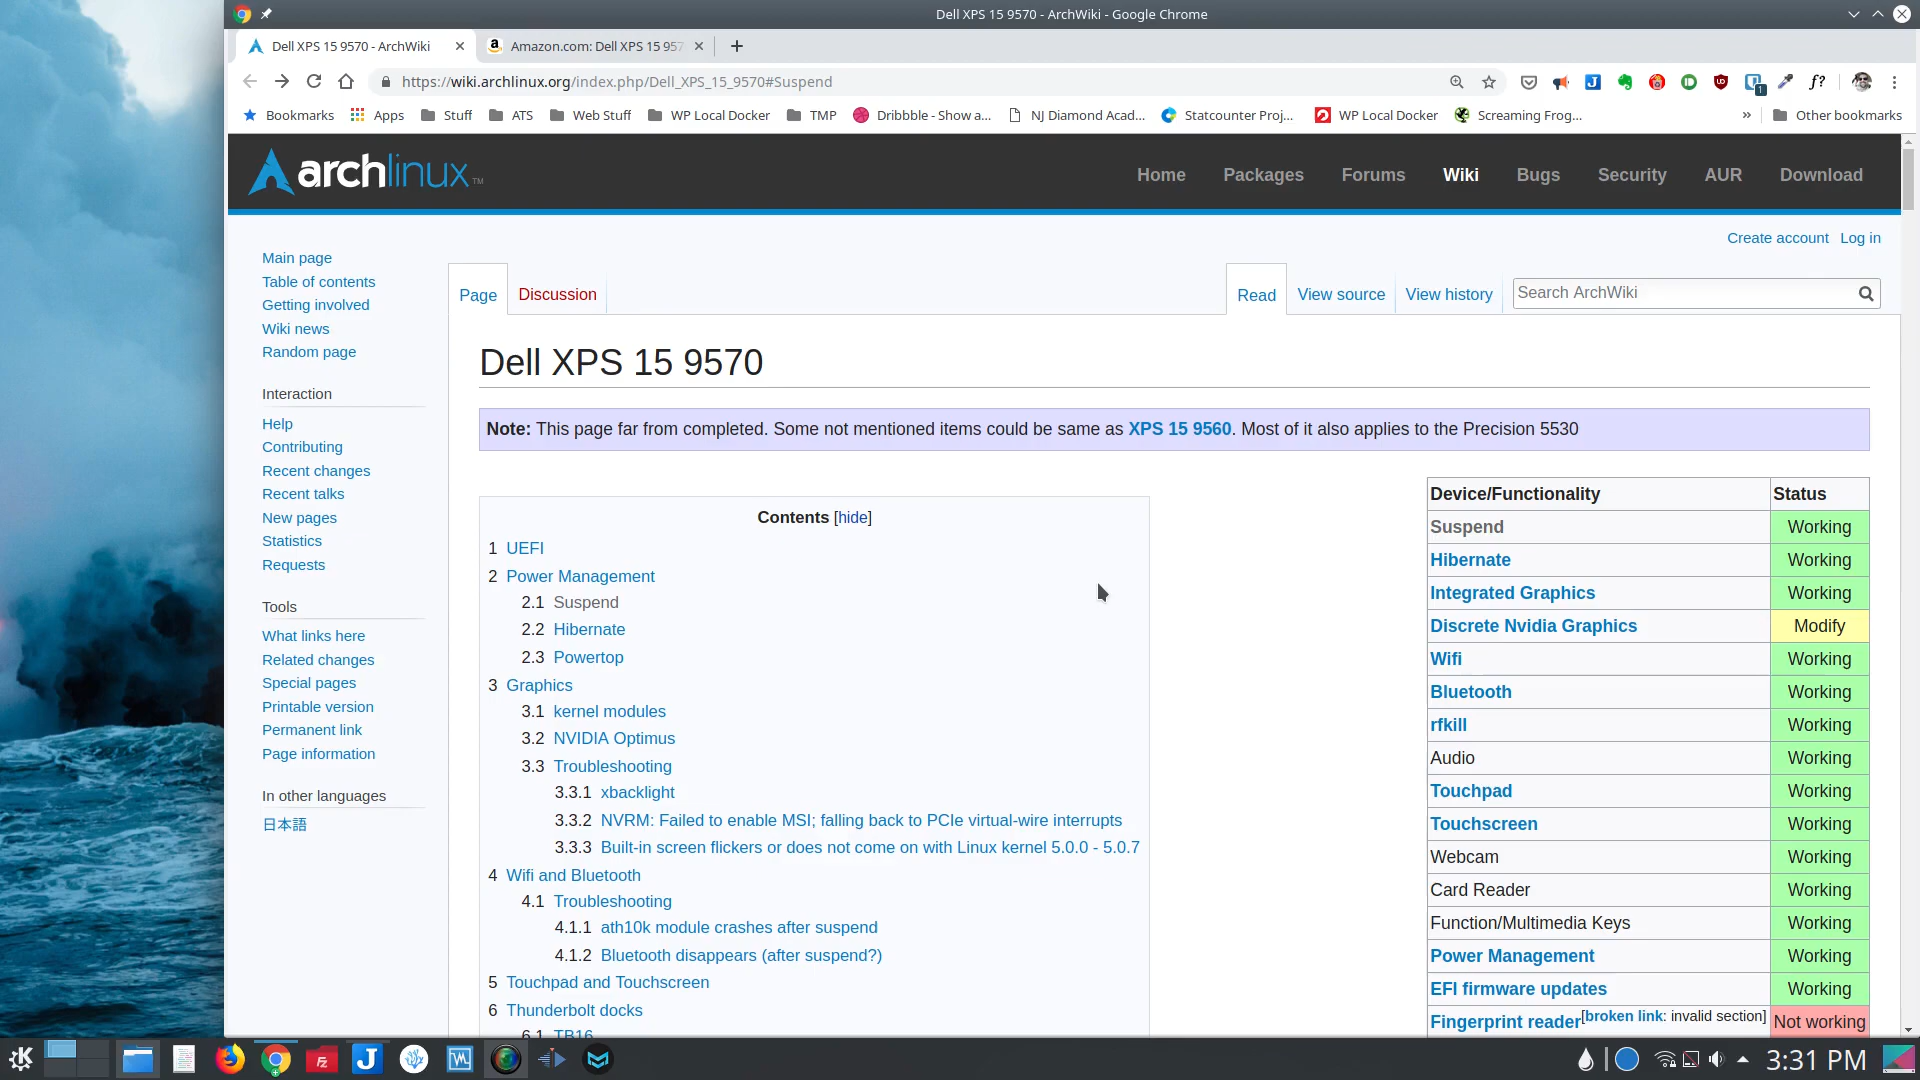 Dell XPS 15 9570 - ArchWiki - Google Chrome
Dell XPS 15 9570 - ArchWiki
Amazon.com: Dell XPS 15 957
https://wiki.archlinux.org/index.php/Dell_XPS_15_9570#Suspend
1
f?
Bookmarks
Apps
Stuff
ATS
Web Stuff
WP Local Docker
TMP
Dribbble - Show a...
NJ Diamond Acad...
Statcounter Proj...
WP Local Docker
Screaming Frog...
»
Other bookmarks
archlinux™
Home
Packages
Forums
Wiki
Bugs
Security
AUR
Download
Create account
Log in
Main page
Table of contents
Getting involved
Wiki news
Random page
Interaction
Help
Contributing
Recent changes
Recent talks
New pages
Statistics
Requests
Tools
What links here
Related changes
Special pages
Printable version
Permanent link
Page information
In other languages
日本語
Page
Discussion
Read
View source
View history
Search ArchWiki
Dell XPS 15 9570
Note: This page far from completed. Some not mentioned items could be same as XPS 15 9560. Most of it also applies to the Precision 5530
Contents [hide]
1 UEFI
2 Power Management
2.1 Suspend
2.2 Hibernate
2.3 Powertop
3 Graphics
3.1 kernel modules
3.2 NVIDIA Optimus
3.3 Troubleshooting
3.3.1 xbacklight
3.3.2 NVRM: Failed to enable MSI; falling back to PCIe virtual-wire interrupts
3.3.3 Built-in screen flickers or does not come on with Linux kernel 5.0.0 - 5.0.7
4 Wifi and Bluetooth
4.1 Troubleshooting
4.1.1 ath10k module crashes after suspend
4.1.2 Bluetooth disappears (after suspend?)
5 Touchpad and Touchscreen
6 Thunderbolt docks
6.1 TB16
Device/Functionality Status
Suspend Working
Hibernate Working
Integrated Graphics Working
Discrete Nvidia Graphics Modify
Wifi Working
Bluetooth Working
rfkill Working
Audio Working
Touchpad Working
Touchscreen Working
Webcam Working
Card Reader Working
Function/Multimedia Keys Working
Power Management Working
EFI firmware updates Working
Fingerprint reader[broken link: invalid section] Not working
3:31 PM